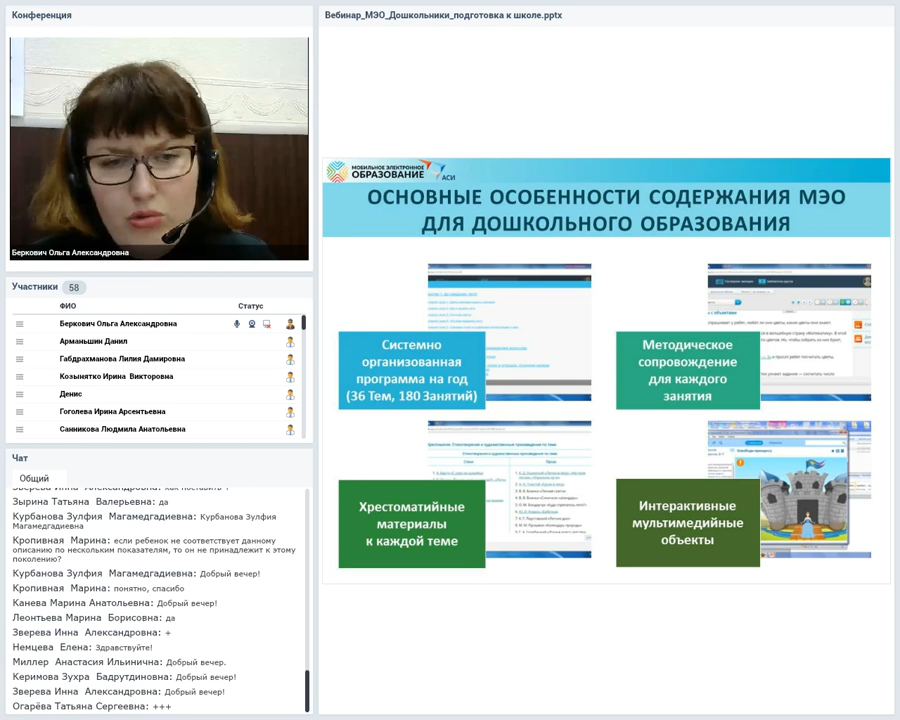 Конференция
Беркович Ольга Александровна
Участники 58
ФИО Статус
Беркович Ольга Александровна
Арманьшин Данил
Габдрахманова Лилия Дамировна
Козынятко Ирина Викторовна
Денис
Гоголева Ирина Арсентьевна
Санникова Людмила Анатольевна
Чат
Общий
Зырина Татьяна Валерьевна: да
Курбанова Зулфия Магамедгадиевна: Курбанова Зулфия
Магамедгадиевна
Кропивная Марина: если ребенок не соответствует данному
описанию по нескольким показателям, то он не принадлежит к этому
поколению?
Курбанова Зулфия Магамедгадиевна: Добрый вечер!
Кропивная Марина: понятно, спасибо
Канева Марина Анатольевна: Добрый вечер!
Леонтьева Марина Борисовна: да
Зверева Инна Александровна: +
Немцева Елена: Здравствуйте!
Миллер Анастасия Ильинична: Добрый вечер.
Керимова Зухра Бадрутдиновна: Добрый вечер!
Зверева Инна Александровна: Добрый вечер!
Огарёва Татьяна Сергеевна: +++
Вебинар_МЭО_Дошкольники_подготовка к школе.pptx
МОБИЛЬНОЕ ЭЛЕКТРОННОЕ
ОБРАЗОВАНИЕ
АСИ
ОСНОВНЫЕ ОСОБЕННОСТИ СОДЕРЖАНИЯ МЭО
ДЛЯ ДОШКОЛЬНОГО ОБРАЗОВАНИЯ
Системно
организованная
программа на год
(36 Тем, 180 Занятий)
Методическое
сопровождение
для каждого
занятия
Хрестоматийные
материалы
к каждой теме
Интерактивные
мультимедийные
объекты